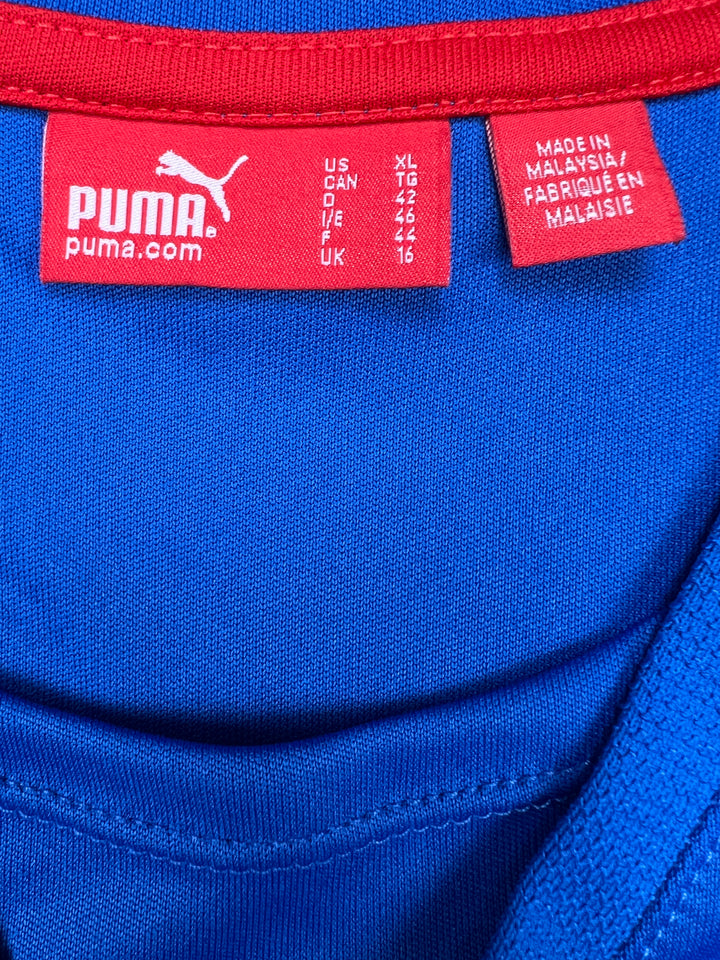 PUMA®
puma.com
US XL
CAN TG
D 42
I/E 46
F 44
UK 16
MADE IN
MALAYSIA/
FABRIQUÉ EN
MALAISIE